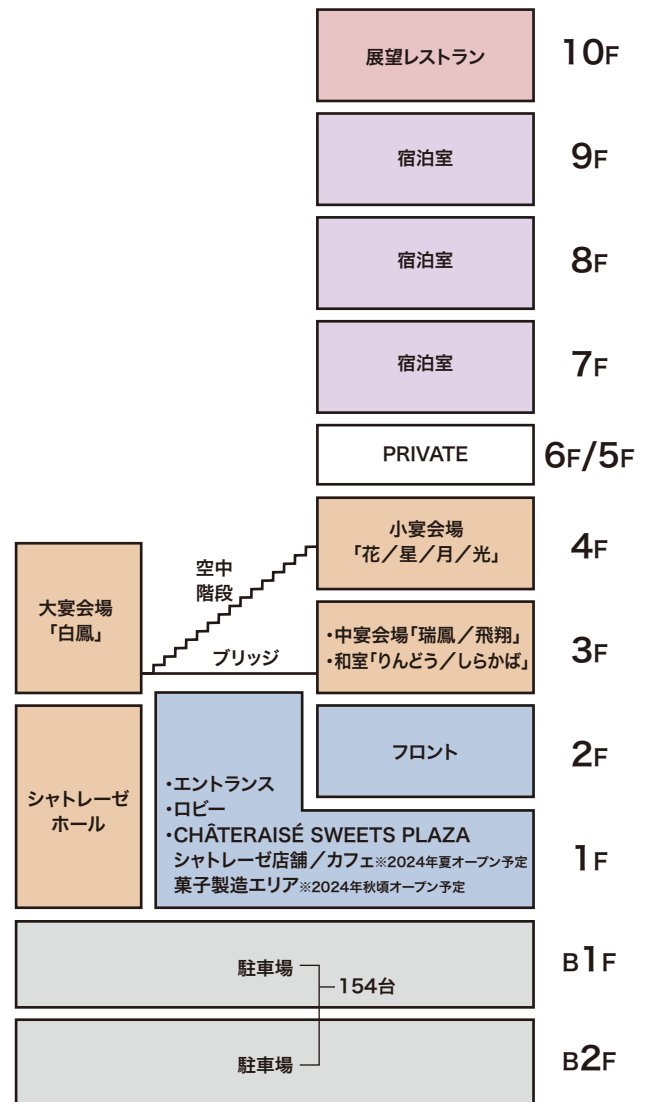 展望レストラン
10F
宿泊室
9F
宿泊室
8F
宿泊室
7F
PRIVATE
6F/5F
小宴会場
「花／星／月／光」
4F
空中
階段
大宴会場
「白鳳」
・中宴会場「瑞鳳／飛翔」
・和室「りんどう／しらかば」
3F
ブリッジ
フロント
2F
シャトレーゼ
ホール
・エントランス
・ロビー
・CHÂTERAISÉ SWEETS PLAZA
シャトレーゼ店舗／カフェ※2024年夏オープン予定
菓子製造エリア※2024年秋頃オープン予定
1F
駐車場
B1F
154台
駐車場
B2F